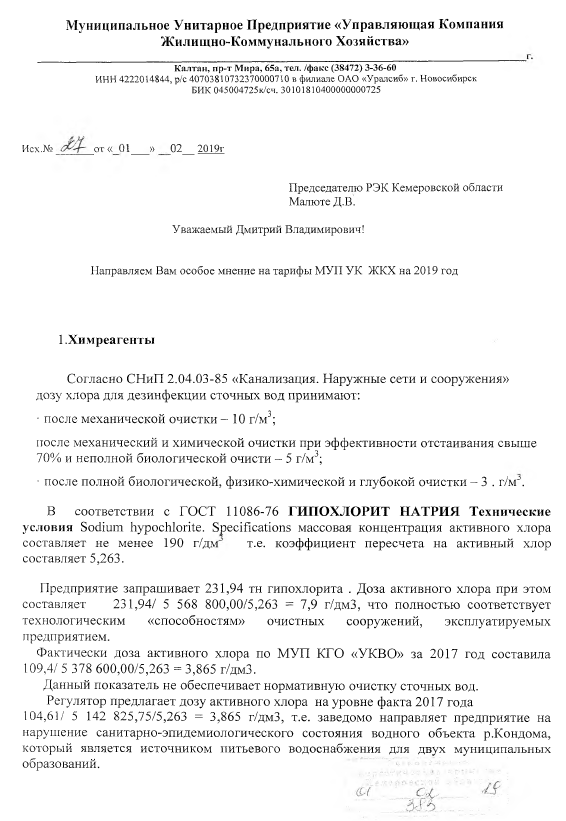 Муниципальное Унитарное Предприятие «Управляющая Компания
Жилищно-Коммунального Хозяйства»
г.
Калтан, пр-т Мира, 65а, тел. /факс (38472) 3-36-60
ИНН 4222014844, р/с 40703810732370000710 в филиале ОАО «Уралсиб» г. Новосибирск
БИК 045004725к/сч. 30101810400000000725
Исх.№ 27 от «_01___» __02__ 2019г
Председателю РЭК Кемеровской области
Малюте Д.В.
Уважаемый Дмитрий Владимирович!
Направляем Вам особое мнение на тарифы МУП УК ЖКХ на 2019 год
1.Химреагенты
Согласно СНиП 2.04.03-85 «Канализация. Наружные сети и сооружения»
дозу хлора для дезинфекции сточных вод принимают:
· после механической очистки – 10 г/м³;
после механический и химической очистки при эффективности отстаивания свыше
70% и неполной биологической очисти – 5 г/м³;
· после полной биологической, физико-химической и глубокой очистки – 3 . г/м³.
В соответствии с ГОСТ 11086-76 ГИПОХЛОРИТ НАТРИЯ Технические
условия Sodium hypochlorite. Specifications массовая концентрация активного хлора
составляет не менее 190 г/дм³ т.е. коэффициент пересчета на активный хлор
составляет 5,263.
Предприятие запрашивает 231,94 тн гипохлорита . Доза активного хлора при этом
составляет 231,94/ 5 568 800,00/5,263 = 7,9 г/дм3, что полностью соответствует
технологическим «способностям» очистных сооружений, эксплуатируемых
предприятием.
Фактически доза активного хлора по МУП КГО «УКВО» за 2017 год составила
109,4/ 5 378 600,00/5,263 = 3,865 г/дм3.
Данный показатель не обеспечивает нормативную очистку сточных вод.
Регулятор предлагает дозу активного хлора на уровне факта 2017 года
104,61/ 5 142 825,75/5,263 = 3,865 г/дм3, т.е. заведомо направляет предприятие на
нарушение санитарно-эпидемиологического состояния водного объекта р.Кондома,
который является источником питьевого водоснабжения для двух муниципальных
образований.
01 02 19
383